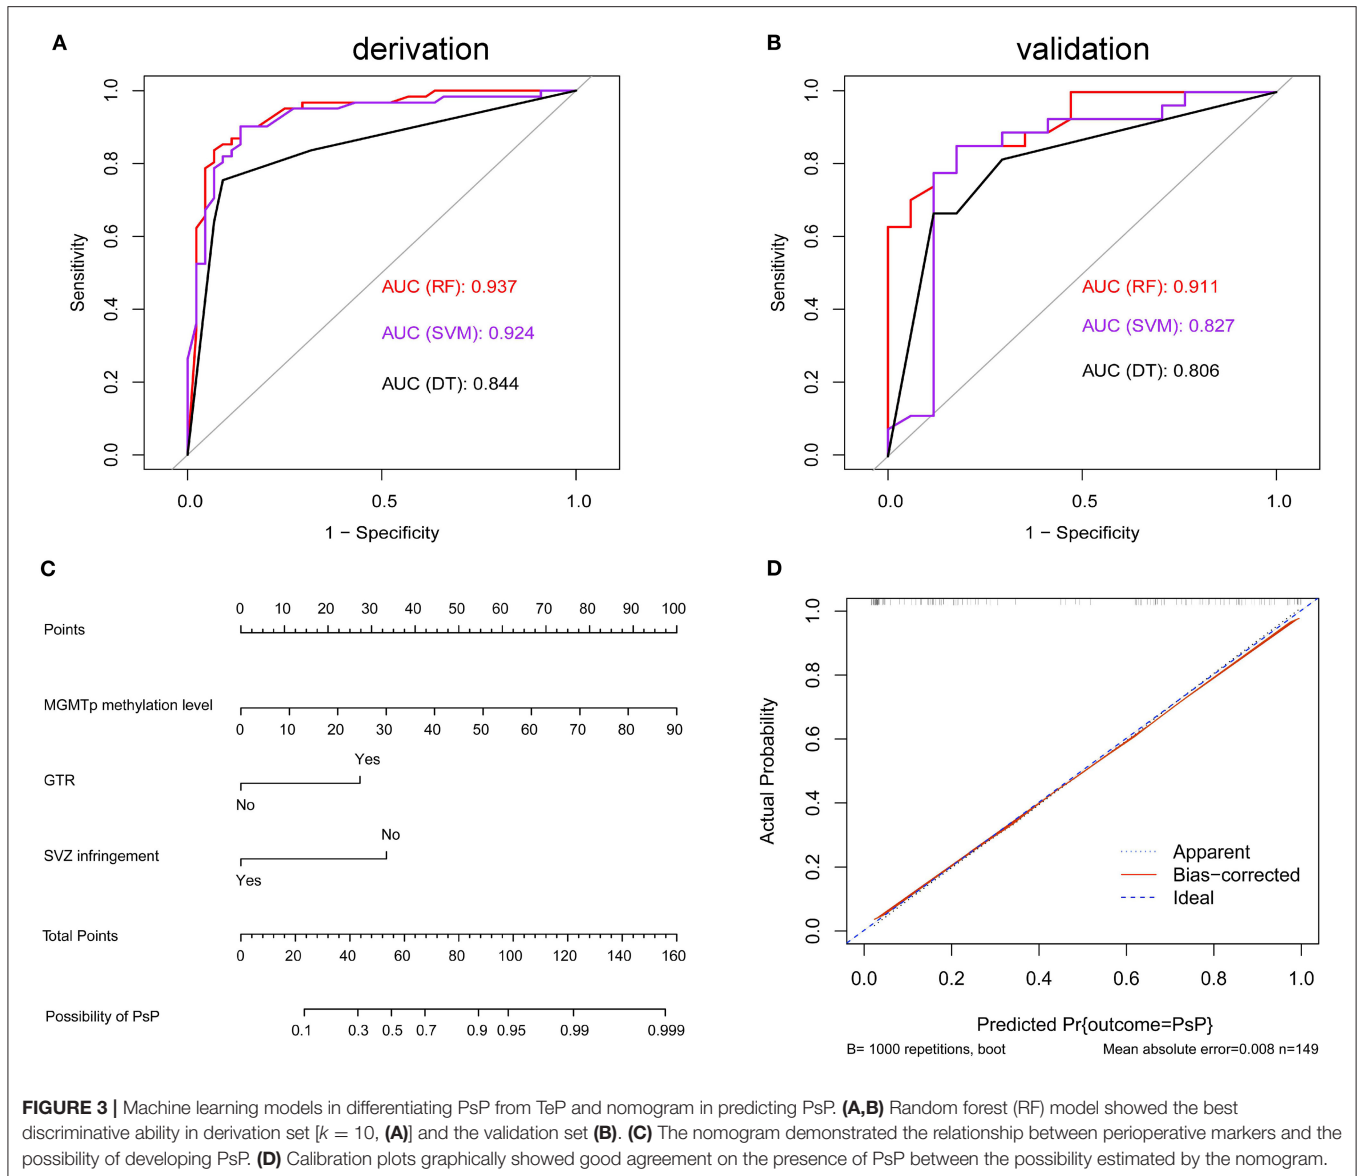 A
derivation
1.0
0.8
0.6
0.4
0.2
0.0
Sensitivity
AUC (RF): 0.937
AUC (SVM): 0.924
AUC (DT): 0.844
0.0 0.5 1.0
1 − Specificity
B
validation
1.0
0.8
0.6
0.4
0.2
0.0
Sensitivity
AUC (RF): 0.911
AUC (SVM): 0.827
AUC (DT): 0.806
0.0 0.5 1.0
1 − Specificity
C
0 10 20 30 40 50 60 70 80 90 100
Points
MGMTp methylation level
0 10 20 30 40 50 60 70 80 90
Yes
GTR
No
No
SVZ infringement
Yes
Total Points
0 20 40 60 80 100 120 140 160
Possibility of PsP
0.1 0.3 0.5 0.7 0.9 0.95 0.99 0.999
D
1.0
0.8
0.6
0.4
0.2
0.0
Actual Probability
Apparent
Bias−corrected
Ideal
0.0 0.2 0.4 0.6 0.8 1.0
Predicted Pr{outcome=PsP}
B= 1000 repetitions, boot Mean absolute error=0.008 n=149
FIGURE 3 | Machine learning models in differentiating PsP from TeP and nomogram in predicting PsP. (A,B) Random forest (RF) model showed the best
discriminative ability in derivation set [k = 10, (A)] and the validation set (B). (C) The nomogram demonstrated the relationship between perioperative markers and the
possibility of developing PsP. (D) Calibration plots graphically showed good agreement on the presence of PsP between the possibility estimated by the nomogram.